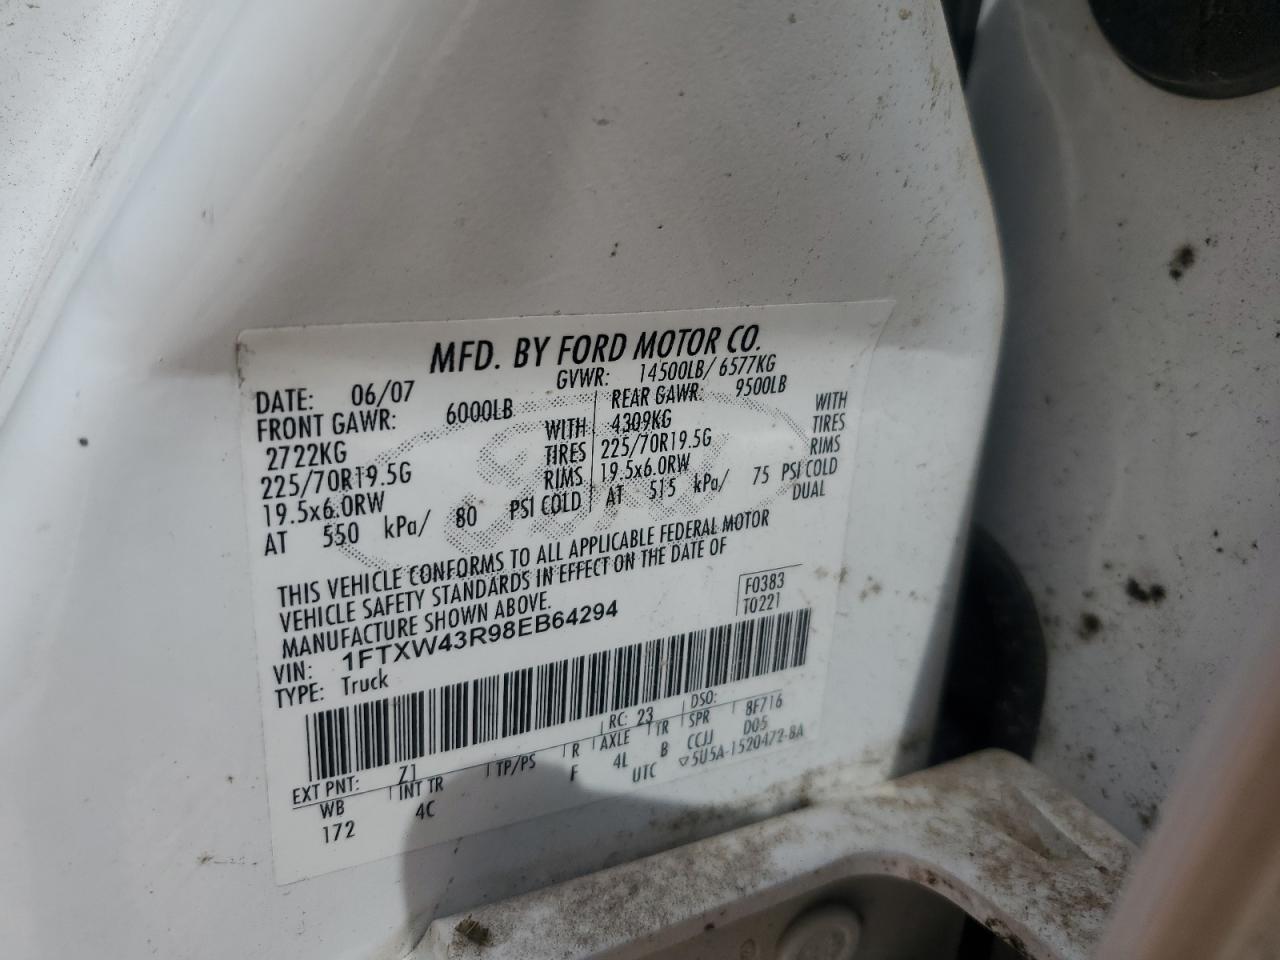 MFD. BY FORD MOTOR CO.
DATE: 06/07 GVWR: 14500LB/ 6577KG
FRONT GAWR: 6000LB REAR GAWR: 9500LB
2722KG WITH 4309KG WITH
225/70R19.5G TIRES 225/70R19.5G TIRES
19.5x6.0RW RIMS 19.5x6.0RW RIMS
AT 550 kPa/ 80 PSI COLD AT 515 kPa/ 75 PSI COLD
DUAL
THIS VEHICLE CONFORMS TO ALL APPLICABLE FEDERAL MOTOR
VEHICLE SAFETY STANDARDS IN EFFECT ON THE DATE OF
MANUFACTURE SHOWN ABOVE.
F0383
VIN: 1FTXW43R98EB64294 T0221
TYPE: Truck
EXT PNT: Z1 RC: 23 DSO:
WB INT TR TP/PS R AXLE TR SPR 8F716
172 4C F 4L B CCJJ D05
UTC ▽5U5A-1520472-8A